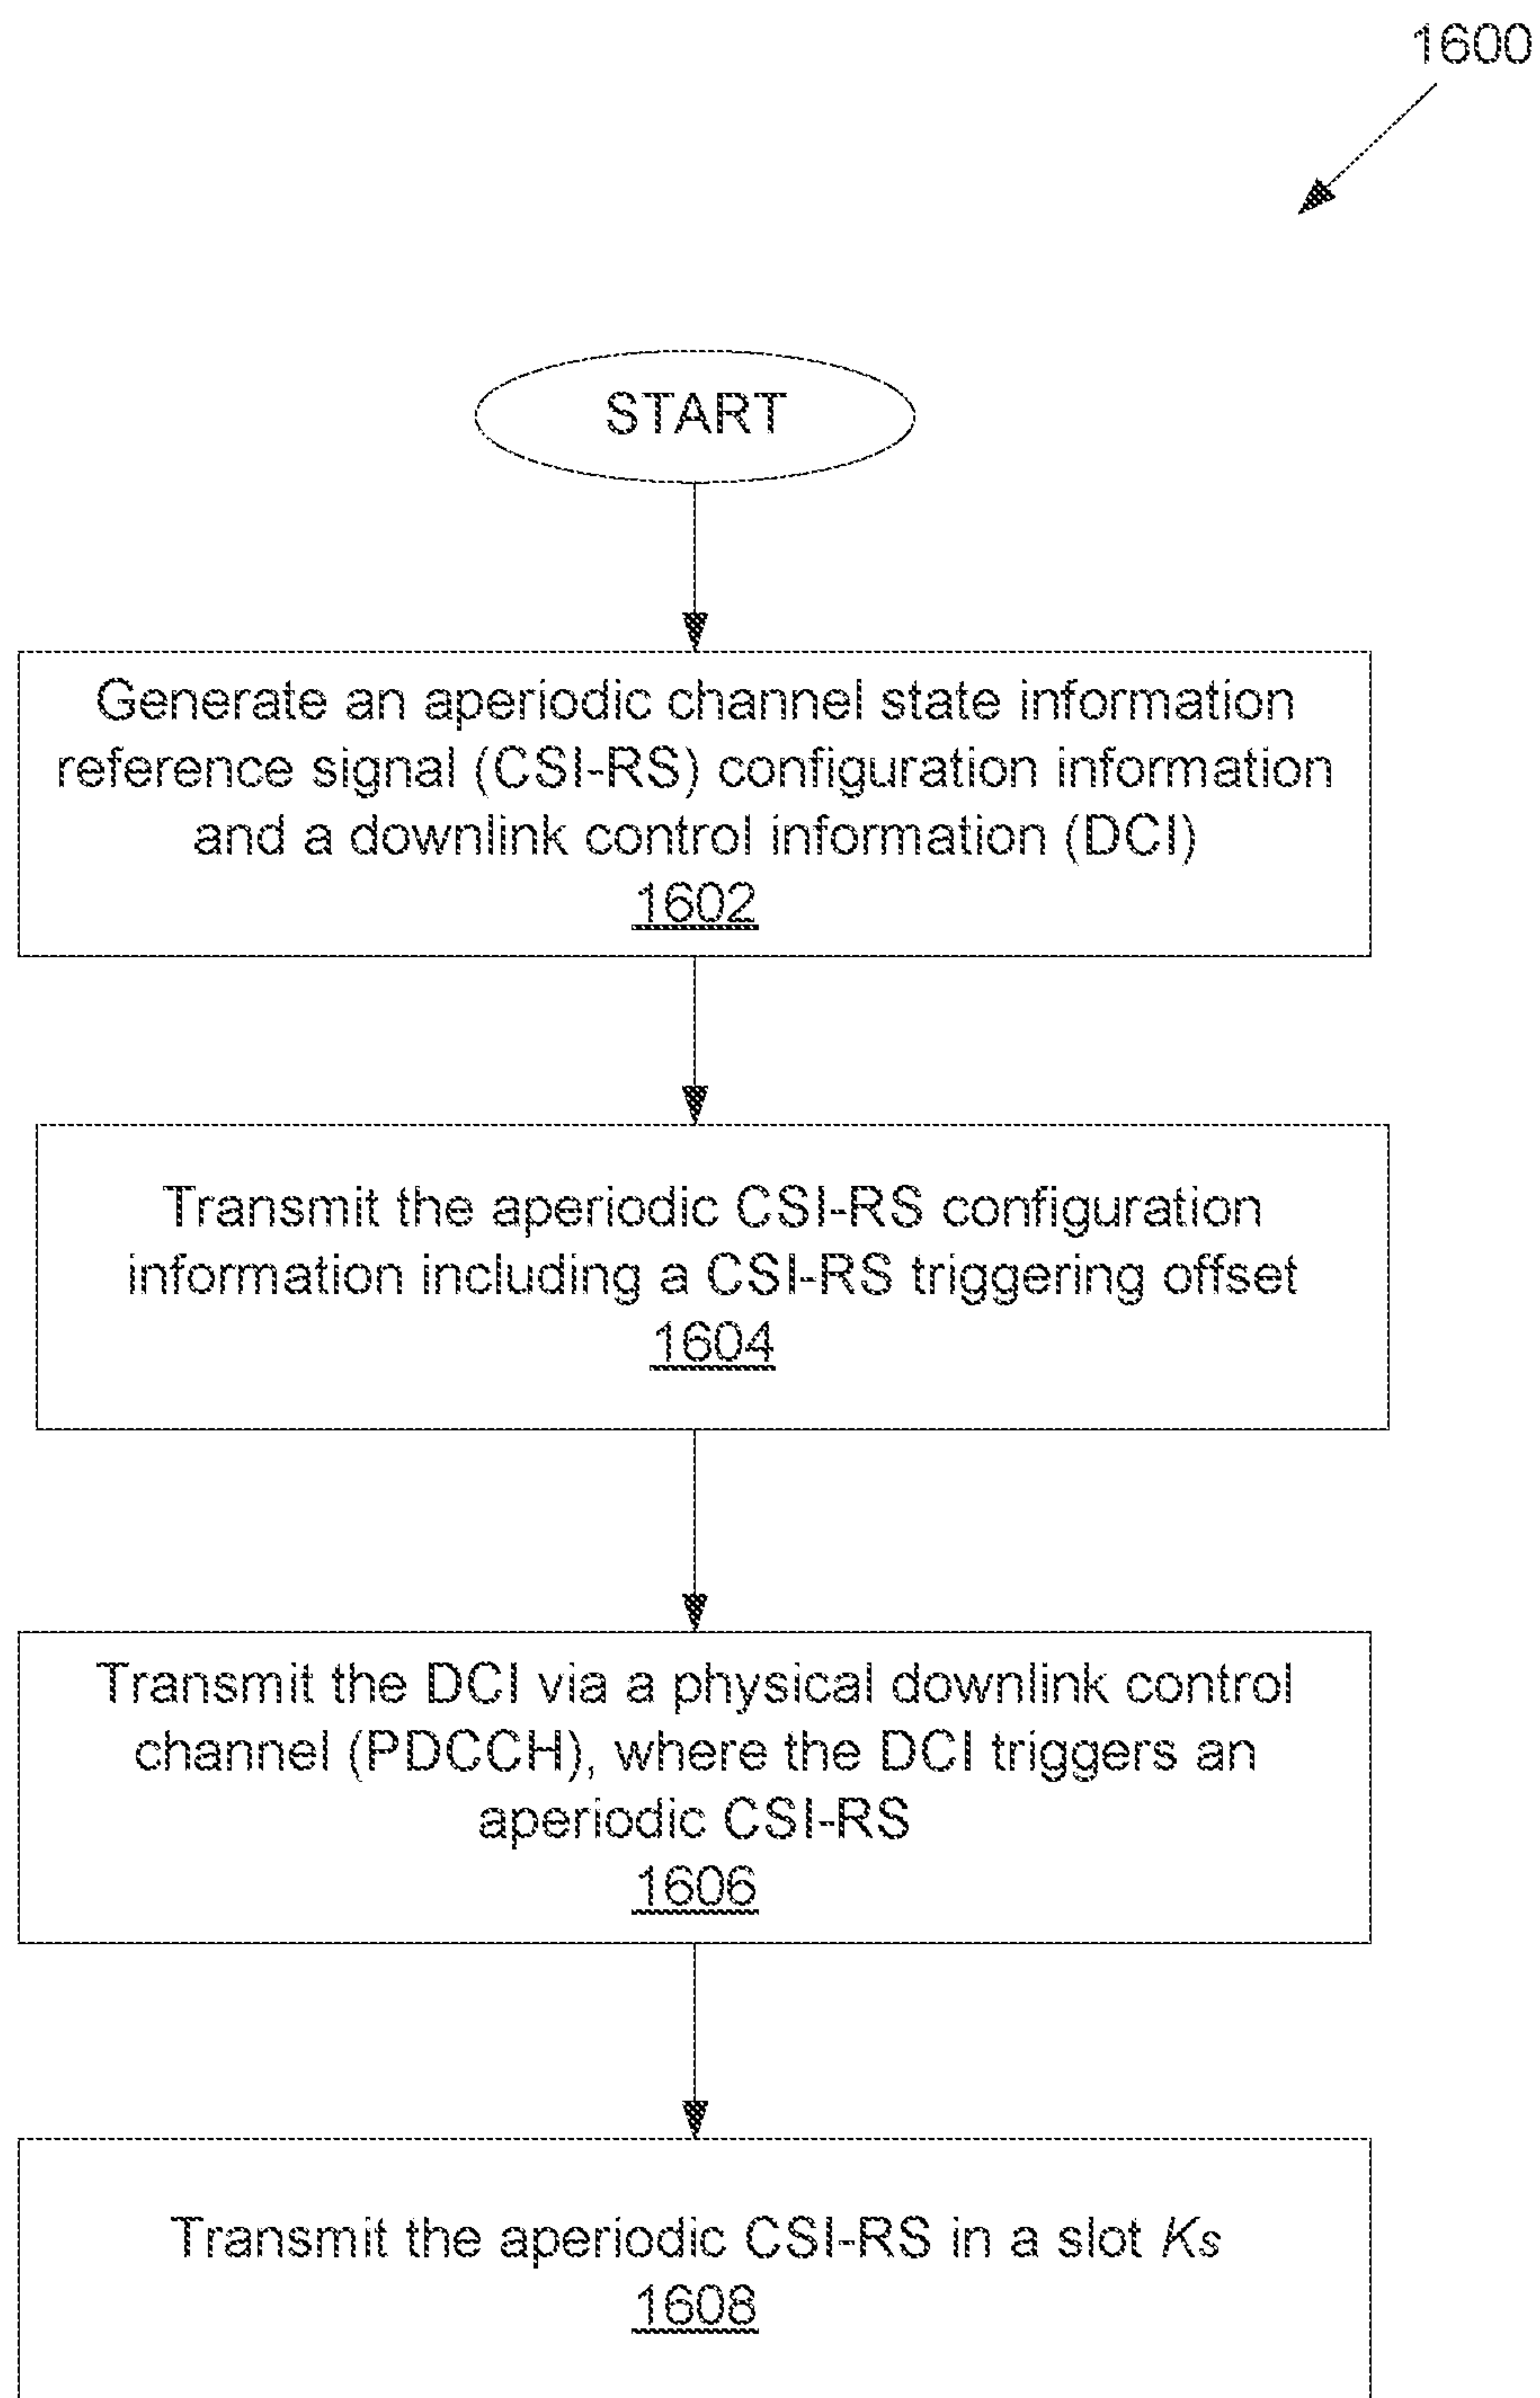 1600
START
Generate an aperiodic channel state information
reference signal (CSI-RS) configuration information
and a downlink control information (DCI)
1602
Transmit the aperiodic CSI-RS configuration
information including a CSI-RS triggering offset
1604
Transmit the DCI via a physical downlink control
channel (PDCCH), where the DCI triggers an
aperiodic CSI-RS
1606
Transmit the aperiodic CSI-RS in a slot Ks
1608